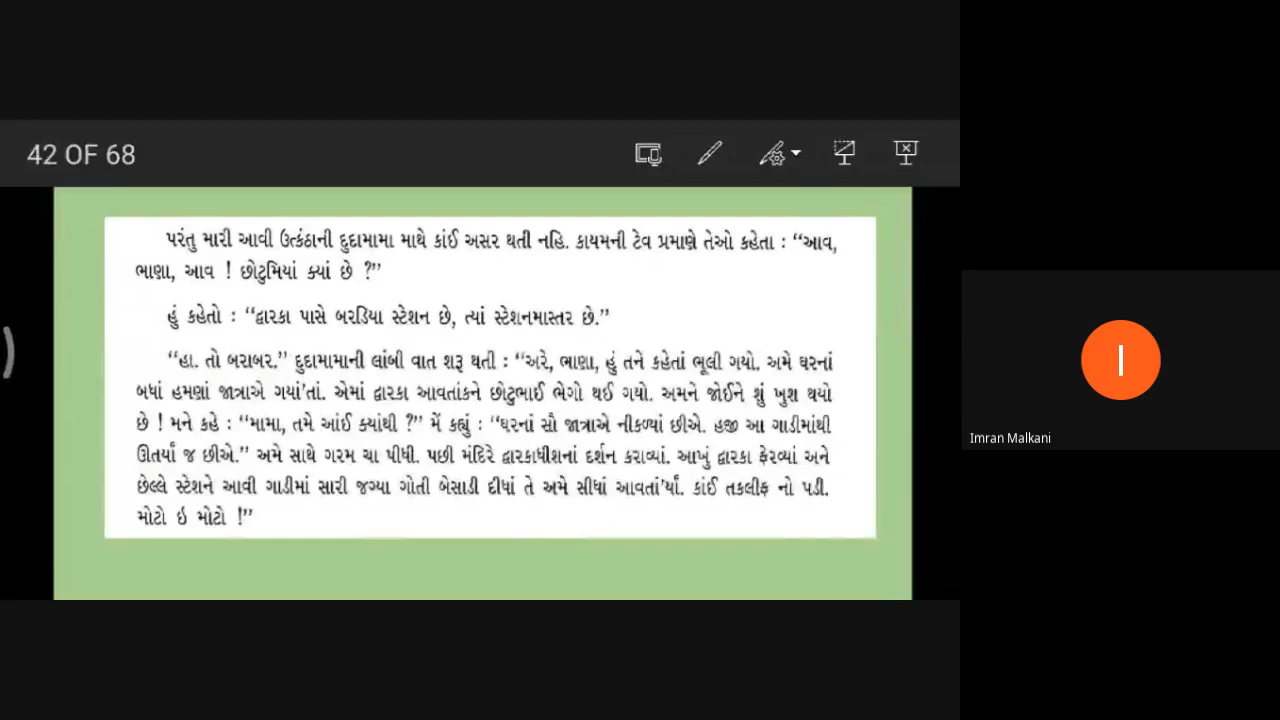 42 OF 68
પરંતુ મારી આવી ઉત્કંઠાની દુદામામા માથે કાંઈ અસર થતી નહિ. કાયમની ટેવ પ્રમાણે તેઓ કહેતા : “આવ,
ભાણા, આવ ! છોટુમિયાં ક્યાં છે ?”
હું કહેતો : “દ્વારકા પાસે બરડિયા સ્ટેશન છે, ત્યાં સ્ટેશનમાસ્તર છે.”
“હા. તો બરાબર.” દુદામામાની લાંબી વાત શરૂ થતી : “અરે, ભાણા, હું તને કહેતાં ભૂલી ગયો. અમે ઘરનાં
બધાં હમણાં જાત્રાએ ગયાં'તાં. એમાં દ્વારકા આવતાંકને છોટુભાઈ ભેગો થઈ ગયો. અમને જોઈને શું ખુશ થયો
છે ! મને કહે : “મામા, તમે આંઈ ક્યાંથી ?” મેં કહ્યું : “ઘરનાં સૌ જાત્રાએ નીકળ્યાં છીએ. હજી આ ગાડીમાંથી
ઊતર્યાં જ છીએ.” અમે સાથે ગરમ ચા પીધી. પછી મંદિરે દ્વારકાધીશનાં દર્શન કરાવ્યાં. આખું દ્વારકા ફેરવ્યાં અને
છેલ્લે સ્ટેશને આવી ગાડીમાં સારી જગ્યા ગોતી બેસાડી દીધાં તે અમે સીધાં આવતાં'ર્યાં. કાંઈ તકલીફ નો પડી.
મોટો ઇ મોટો !”
I
Imran Malkani